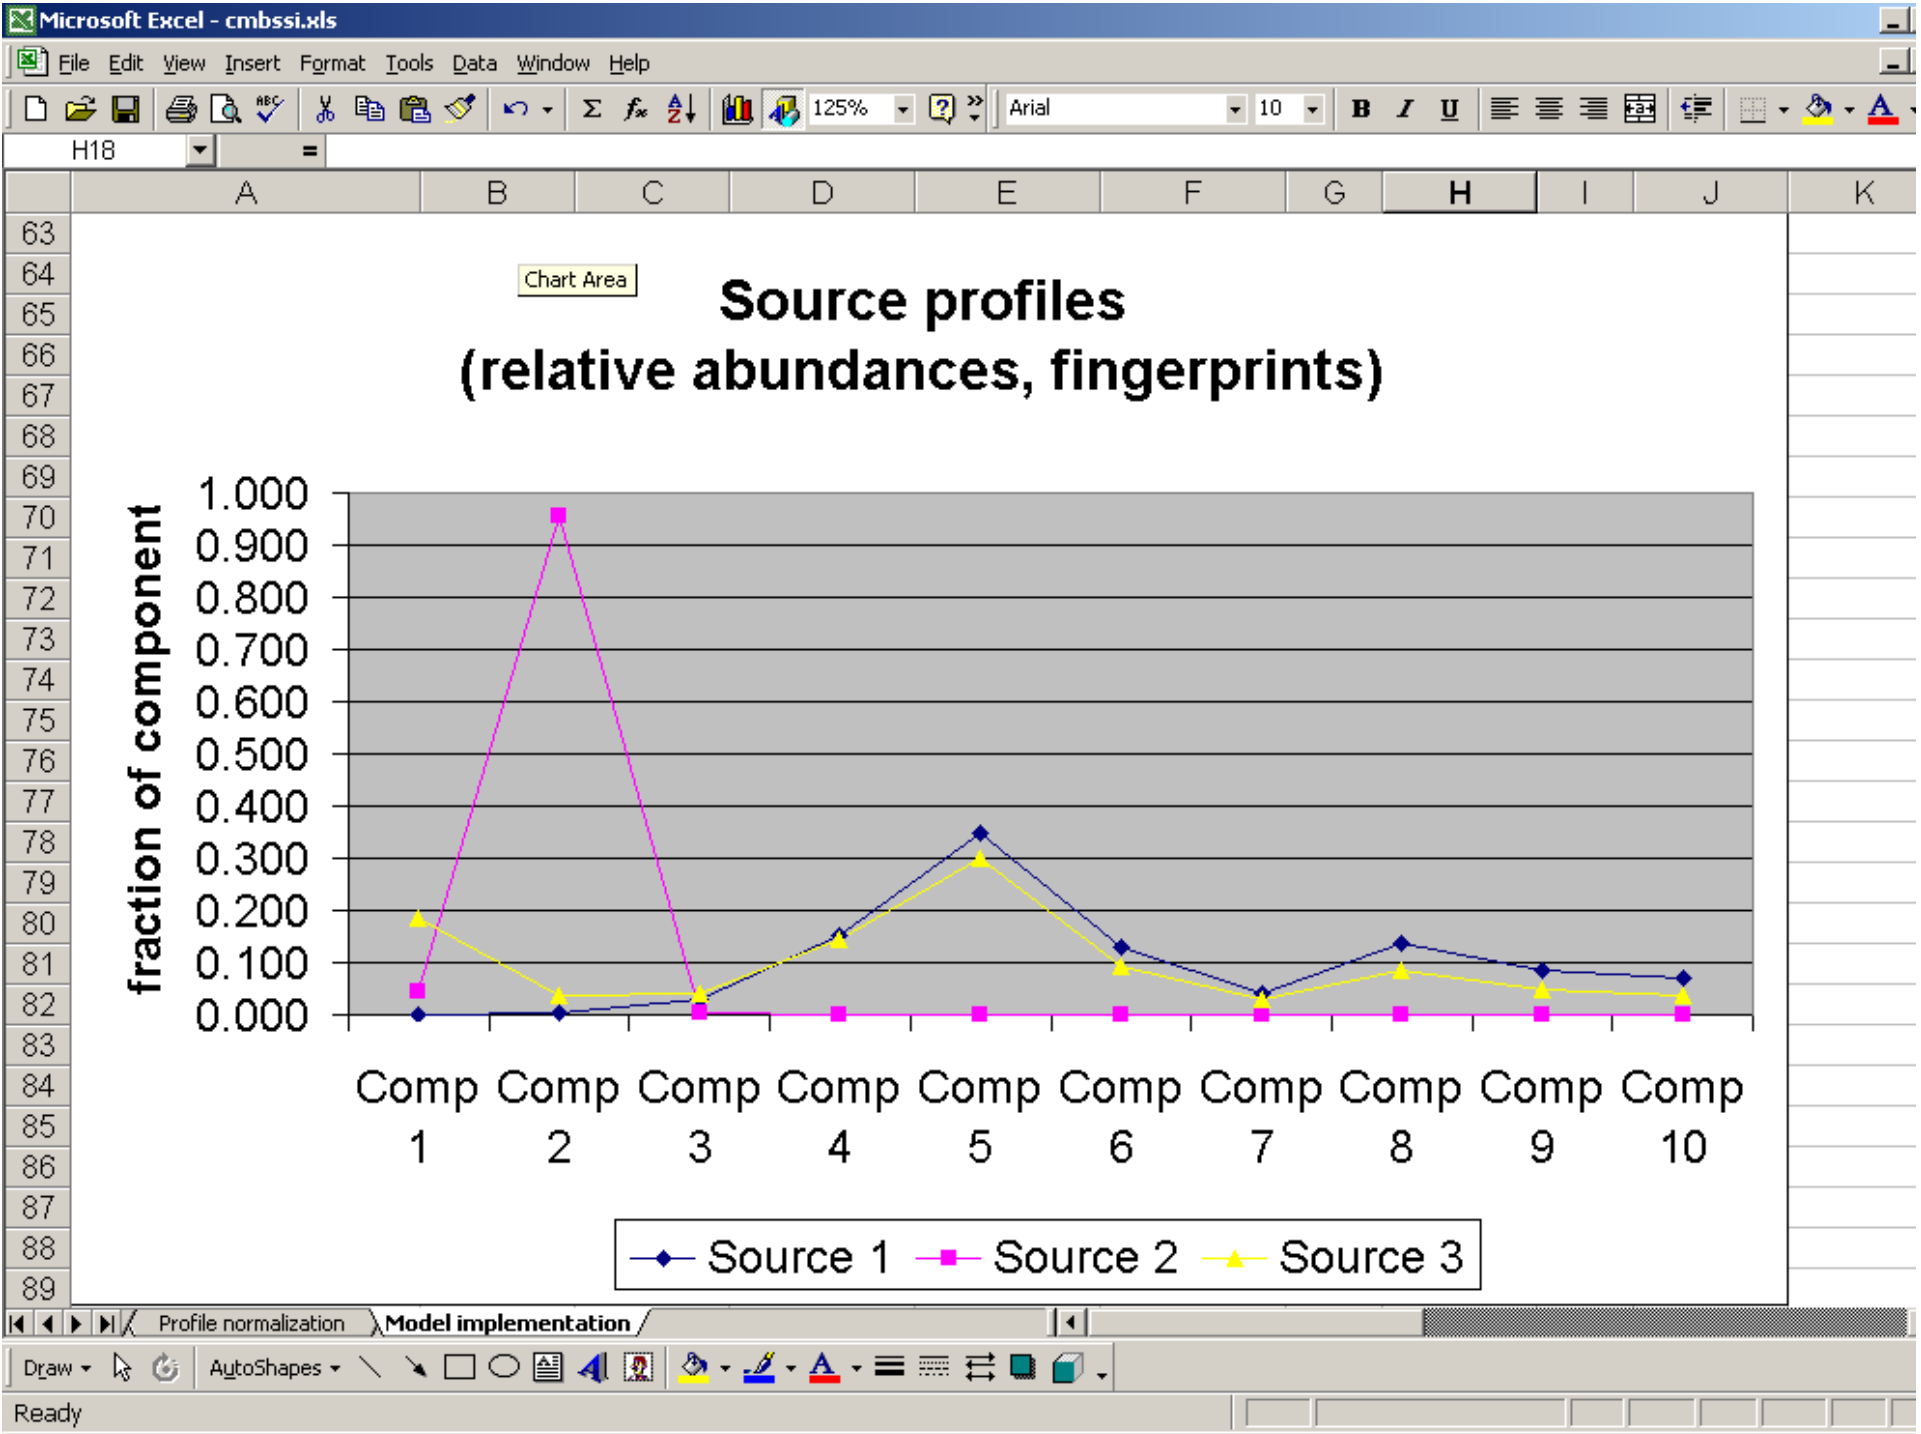 Microsoft Excel - cmbssi.xls
File Edit View Insert Format Tools Data Window Help
ABC Σ fx A Z 125% ? » Arial 10 B I U A
H18 =
A B C D E F G H I J K
63
64
65
66
67
68
69
70
71
72
73
74
75
76
77
78
79
80
81
82
83
84
85
86
87
88
89
Chart Area
Source profiles
(relative abundances, fingerprints)
fraction of component
1.000
0.900
0.800
0.700
0.600
0.500
0.400
0.300
0.200
0.100
0.000
Comp Comp Comp Comp Comp Comp Comp Comp Comp Comp
1 2 3 4 5 6 7 8 9 10
Source 1 Source 2 Source 3
Profile normalization Model implementation
Draw AutoShapes A A
Ready